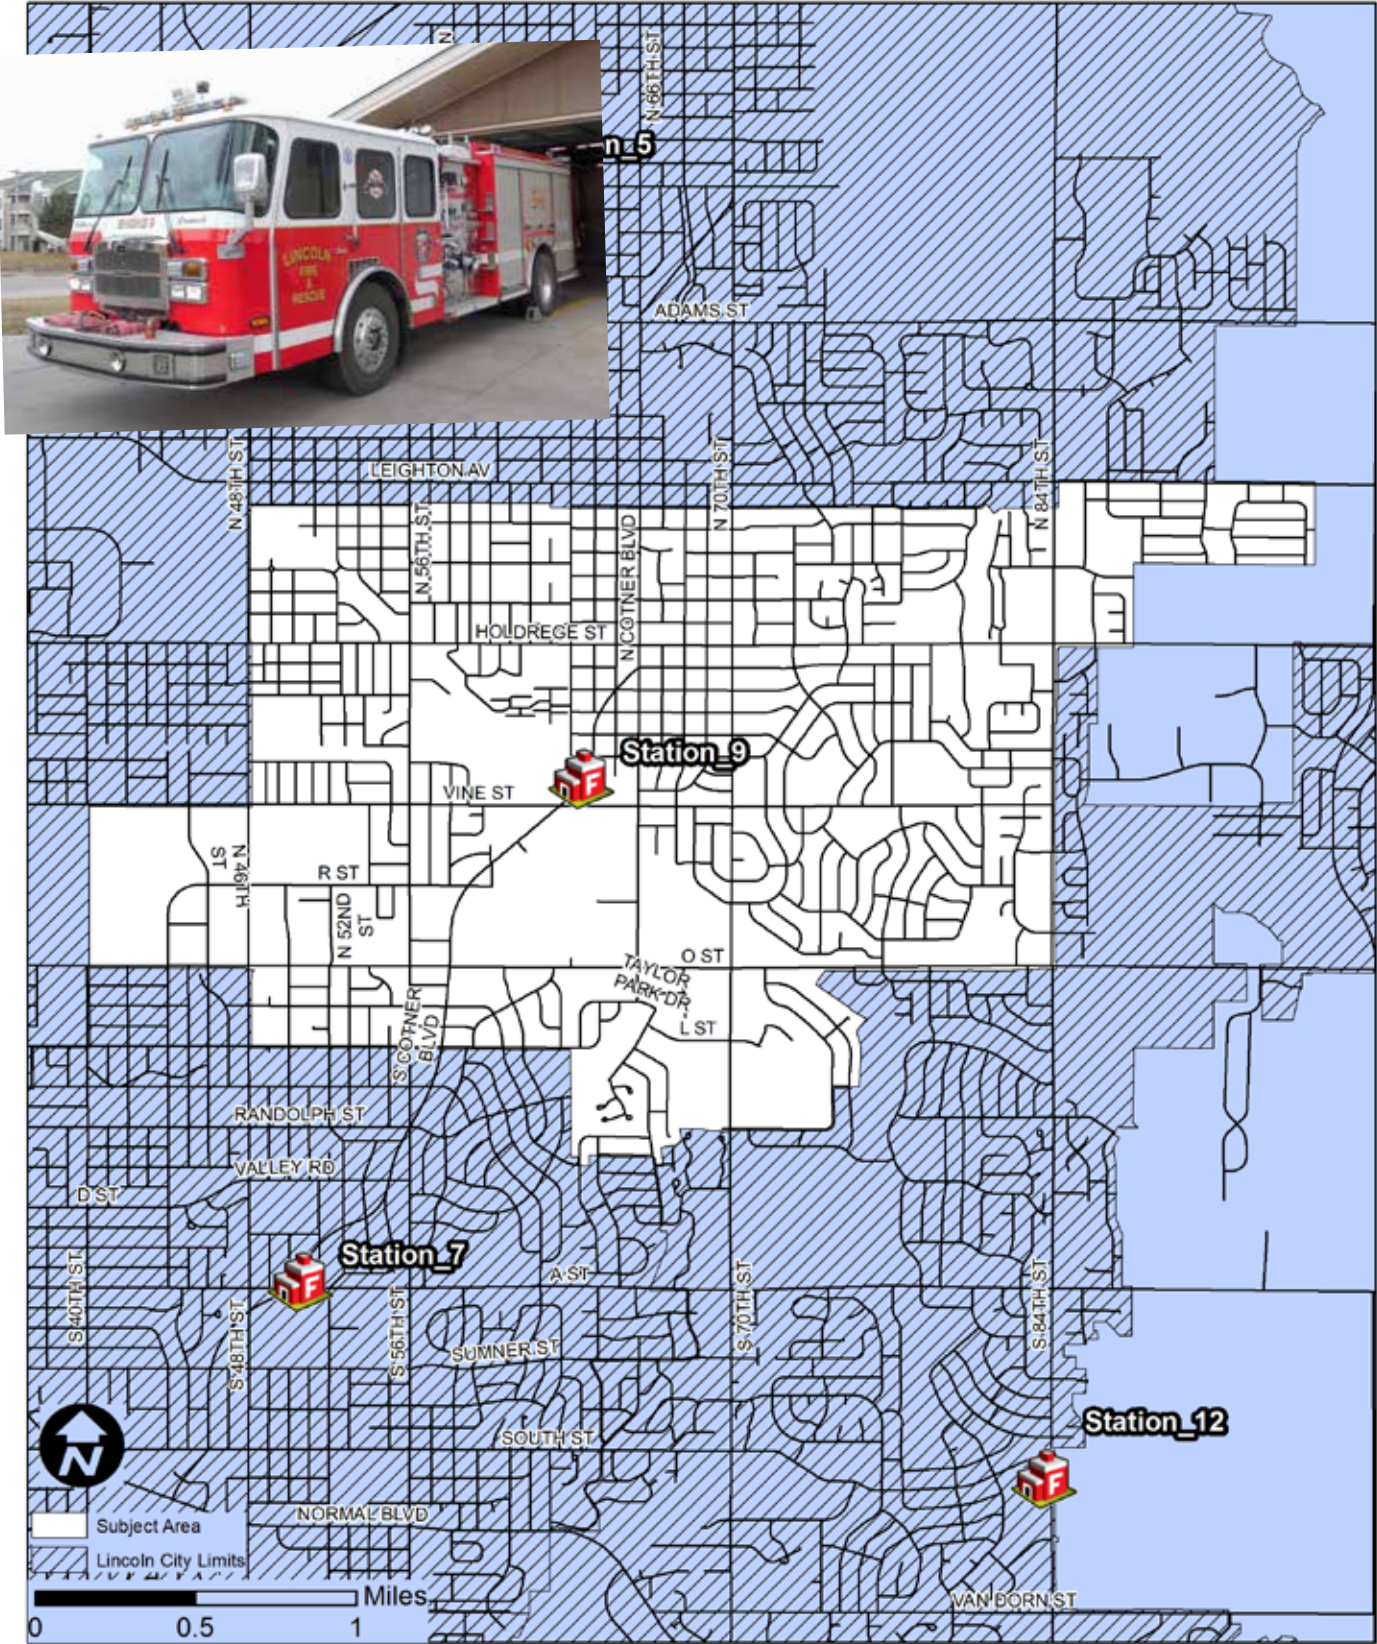 N
N 66TH ST
n_5
LINCOLN
FIRE
&
RESCUE
ADAMS ST
N 48TH ST
LEIGHTON AV
N 70TH ST
N 84TH ST
N 56TH ST
N COTNER BLVD
HOLDREGE ST
Station_9
F
VINE ST
N 46TH
ST
R ST
N 52ND
ST
O ST
TAYLOR
PARK DR
L ST
S COTNER
BLVD
RANDOLPH ST
VALLEY RD
D ST
Station_7
F
A ST
S 40TH ST
S 48TH ST
S 56TH ST
S 70TH ST
S 84TH ST
SUMNER ST
Station_12
F
SOUTH ST
N
NORMAL BLVD
Subject Area
Lincoln City Limits
VAN DORN ST
Miles
0 0.5 1